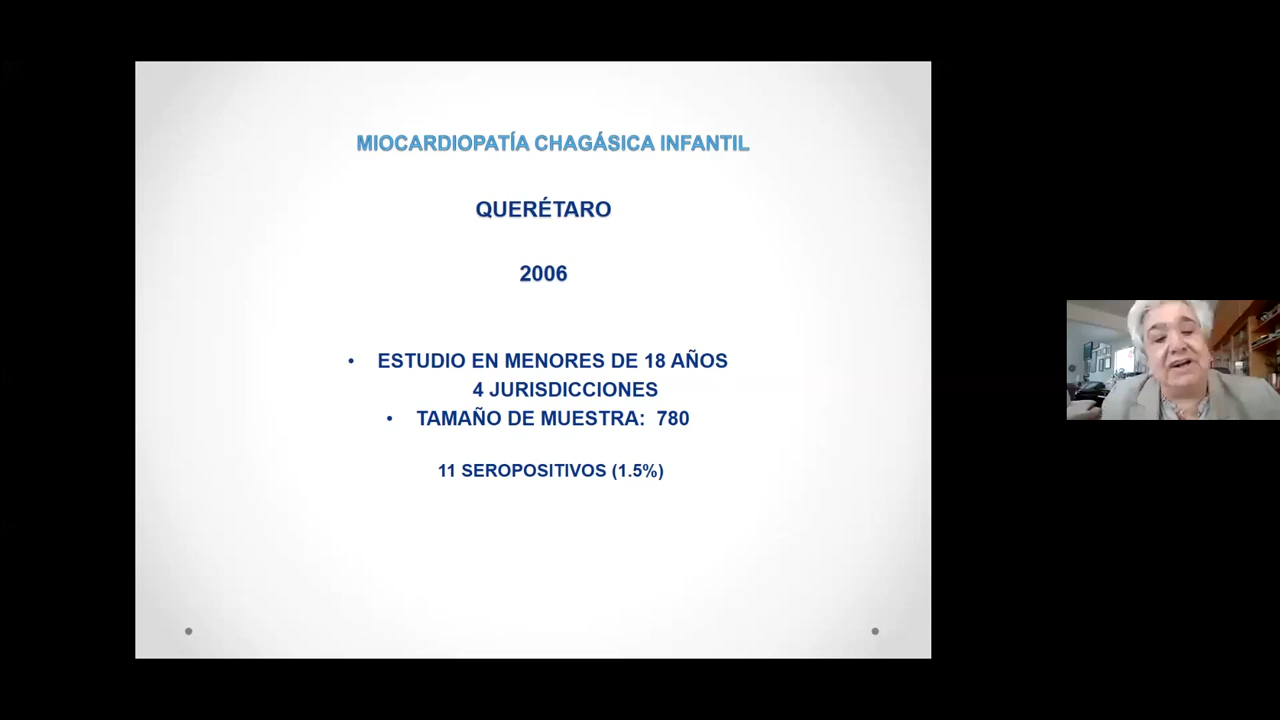 MIOCARDIOPATÍA CHAGÁSICA INFANTIL
QUERÉTARO
2006
• ESTUDIO EN MENORES DE 18 AÑOS
4 JURISDICCIONES
• TAMAÑO DE MUESTRA: 780
11 SEROPOSITIVOS (1.5%)